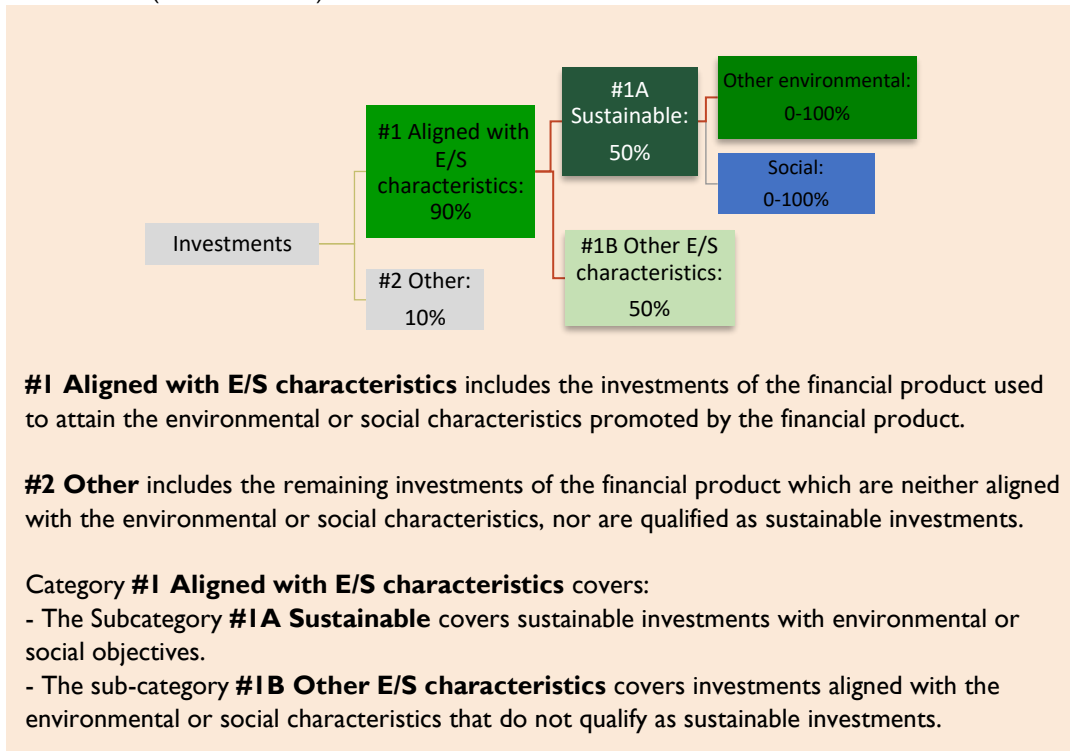 #1A
Sustainable:
50%
Other environmental:
0-100%
#1 Aligned with
E/S
characteristics:
90%
Social:
0-100%
Investments
#1B Other E/S
characteristics:
50%
#2 Other:
10%
#1 Aligned with E/S characteristics includes the investments of the financial product used
to attain the environmental or social characteristics promoted by the financial product.
#2 Other includes the remaining investments of the financial product which are neither aligned
with the environmental or social characteristics, nor are qualified as sustainable investments.
Category #1 Aligned with E/S characteristics covers:
- The Subcategory #1A Sustainable covers sustainable investments with environmental or
social objectives.
- The sub-category #1B Other E/S characteristics covers investments aligned with the
environmental or social characteristics that do not qualify as sustainable investments.